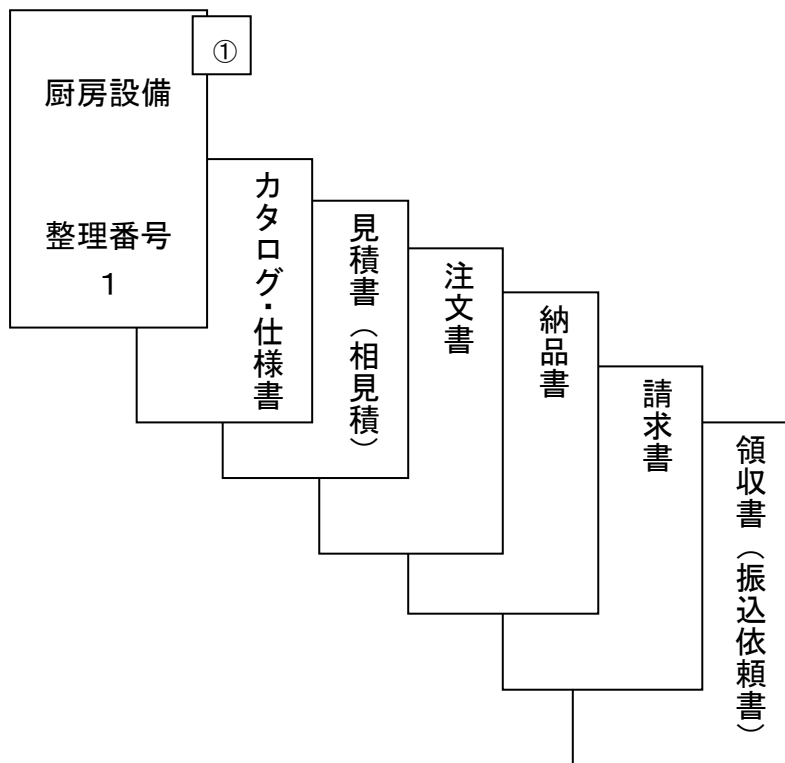 ①
厨房設備
整理番号
1
カタログ・仕様書
見積書（相見積）
注文書
納品書
請求書
領収書（振込依頼書）